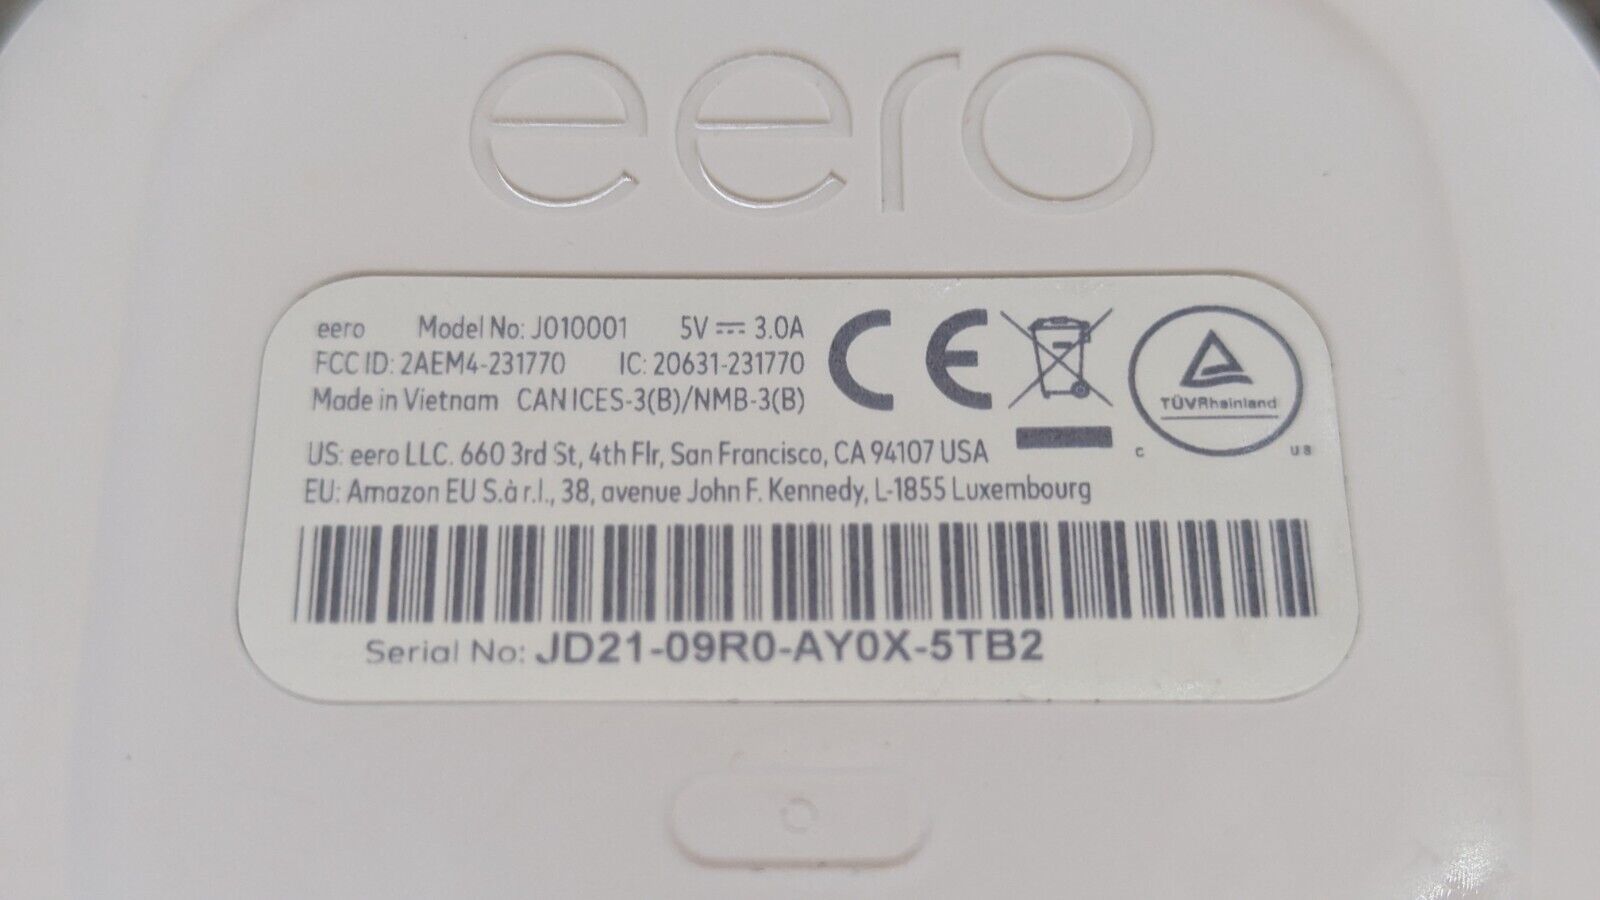 eero
eero Model No: J010001 5V ⎓ 3.0A
FCC ID: 2AEM4-231770 IC: 20631-231770
Made in Vietnam CAN ICES-3(B)/NMB-3(B)
CE
TÜVRheinland
c us
US: eero LLC. 660 3rd St, 4th Flr, San Francisco, CA 94107 USA
EU: Amazon EU S.à r.l., 38, avenue John F. Kennedy, L-1855 Luxembourg
Serial No: JD21-09R0-AY0X-5TB2